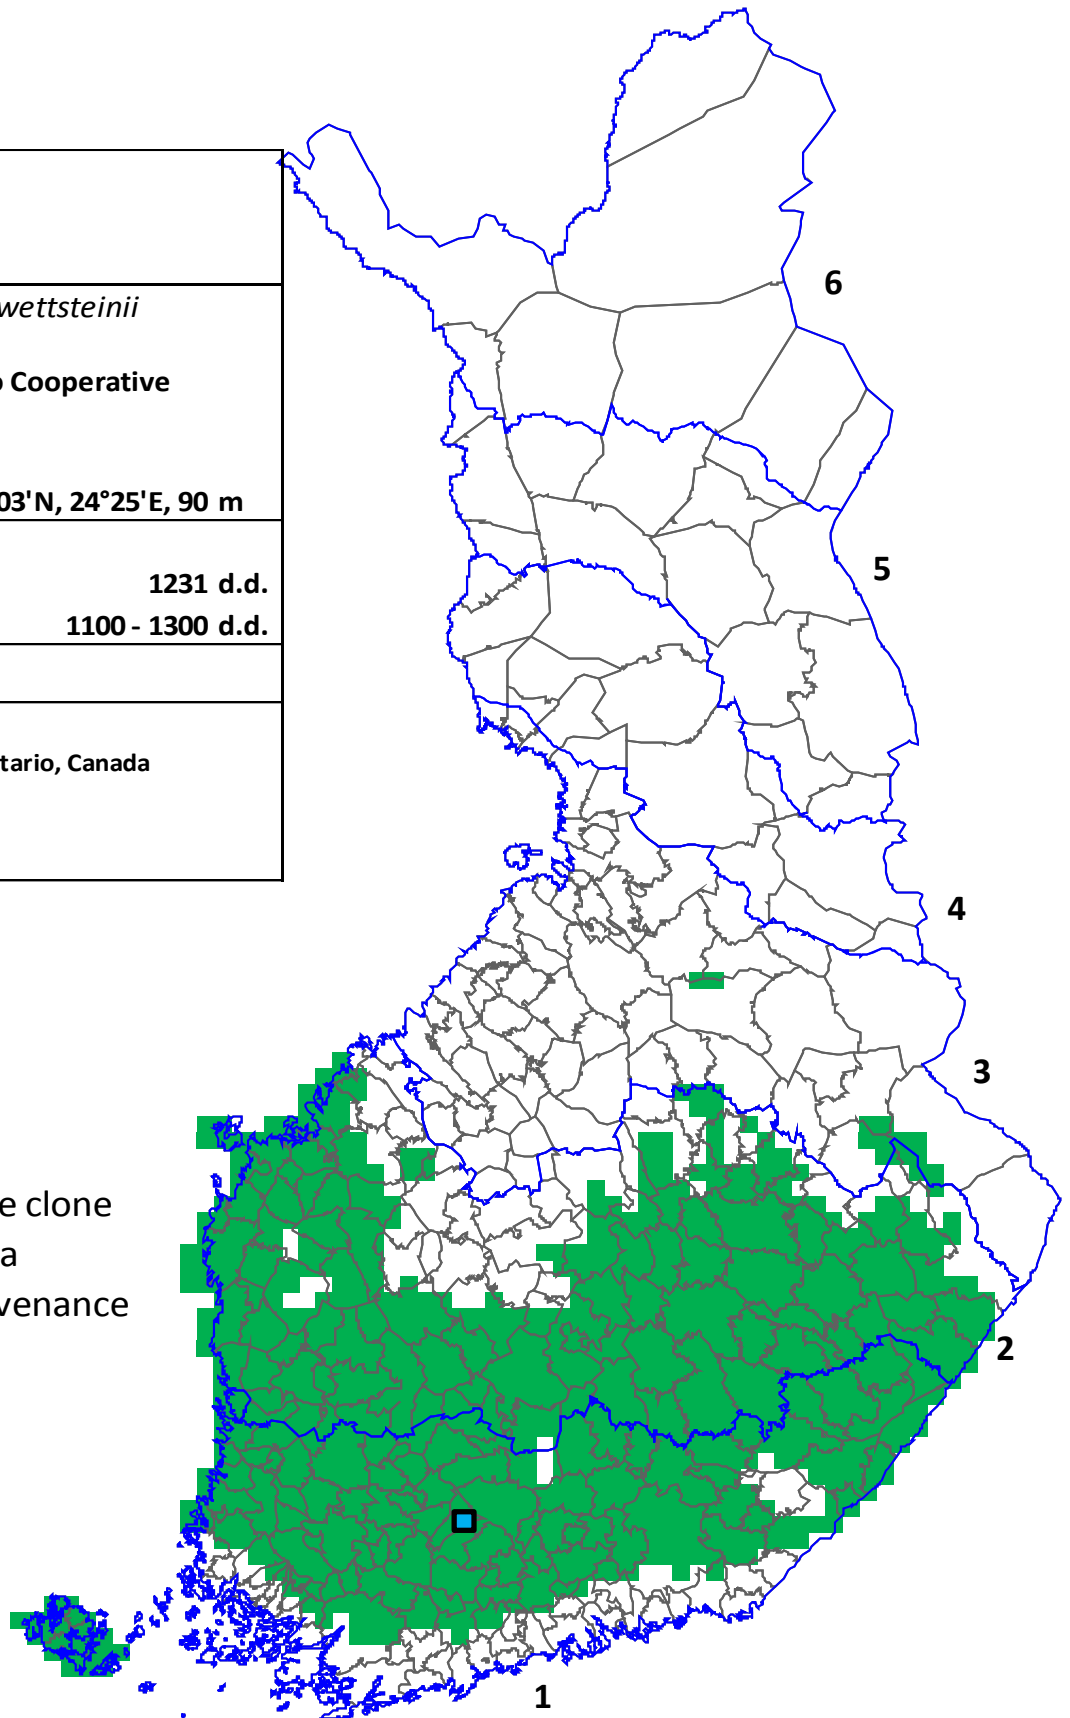 wettsteinii
Cooperative
03'N, 24°25'E, 90 m
1231 d.d.
1100 - 1300 d.d.
tario, Canada
e clone
a
venance
6
5
4
3
2
1